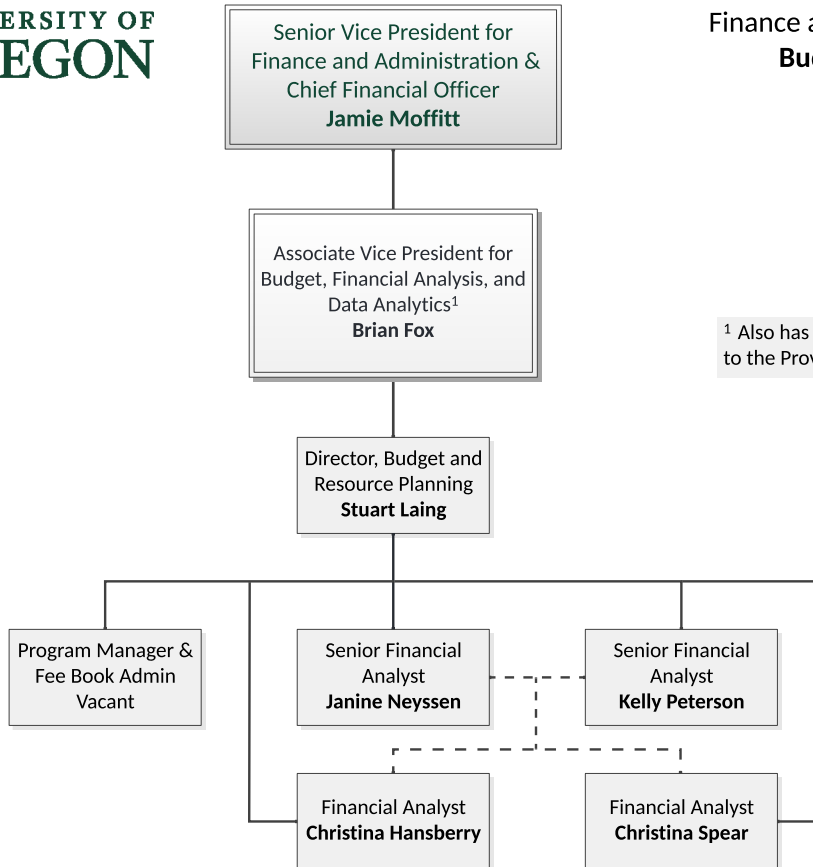 ERSITY OF
EGON
Senior Vice President for
Finance and Administration &
Chief Financial Officer
Jamie Moffitt
Finance a
Bu
Associate Vice President for
Budget, Financial Analysis, and
Data Analytics¹
Brian Fox
¹ Also has
to the Prov
Director, Budget and
Resource Planning
Stuart Laing
Program Manager &
Fee Book Admin
Vacant
Senior Financial
Analyst
Janine Neyssen
Senior Financial
Analyst
Kelly Peterson
Financial Analyst
Christina Hansberry
Financial Analyst
Christina Spear